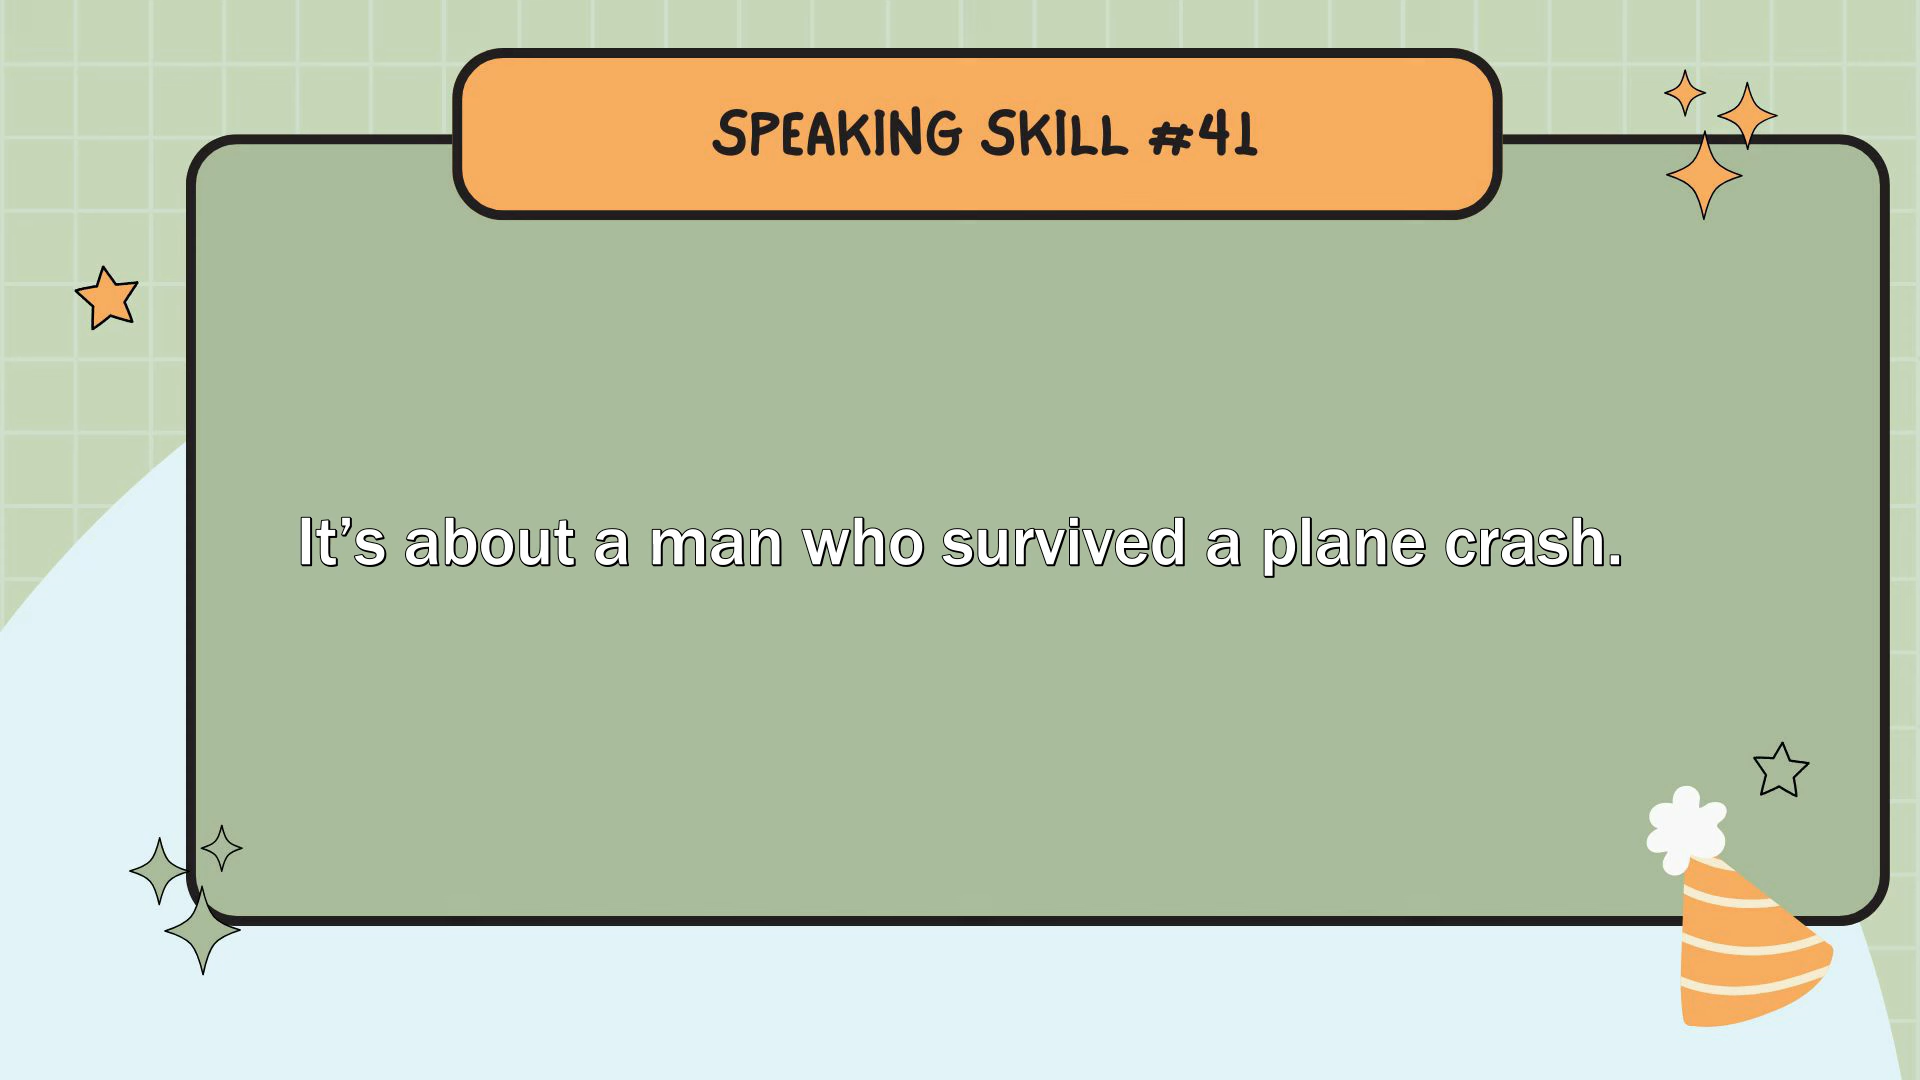 SPEAKING SKILL #41
It’s about a man who survived a plane crash.